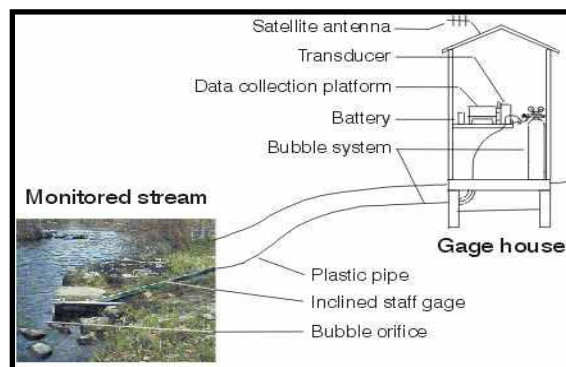 Satellite antenna
Transducer
Data collection platform
Battery
Bubble system
Monitored stream
Gage house
Plastic pipe
Inclined staff gage
Bubble orifice